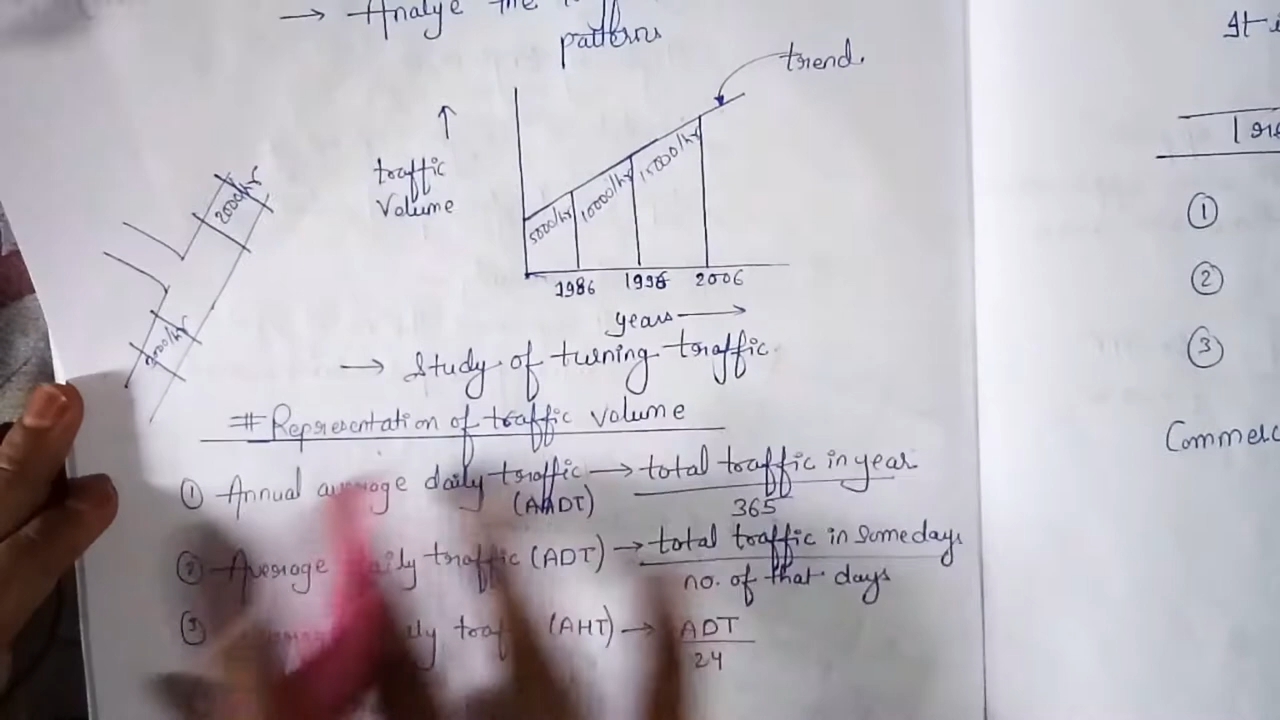 → Analye the
patterns
trend.
↑
traffic
Volume
5000/hr
10000/hr
15000/hr
1986 1996 2006
years →
2000/hr
→ Study of turning traffic
# Representation of traffic volume
① Annual average daily traffic → total traffic in year
(AADT) 365
② Average daily traffic (ADT) → total traffic in some days
no. of that days
③ (AHT) → ADT
24
①
②
③
Commerc